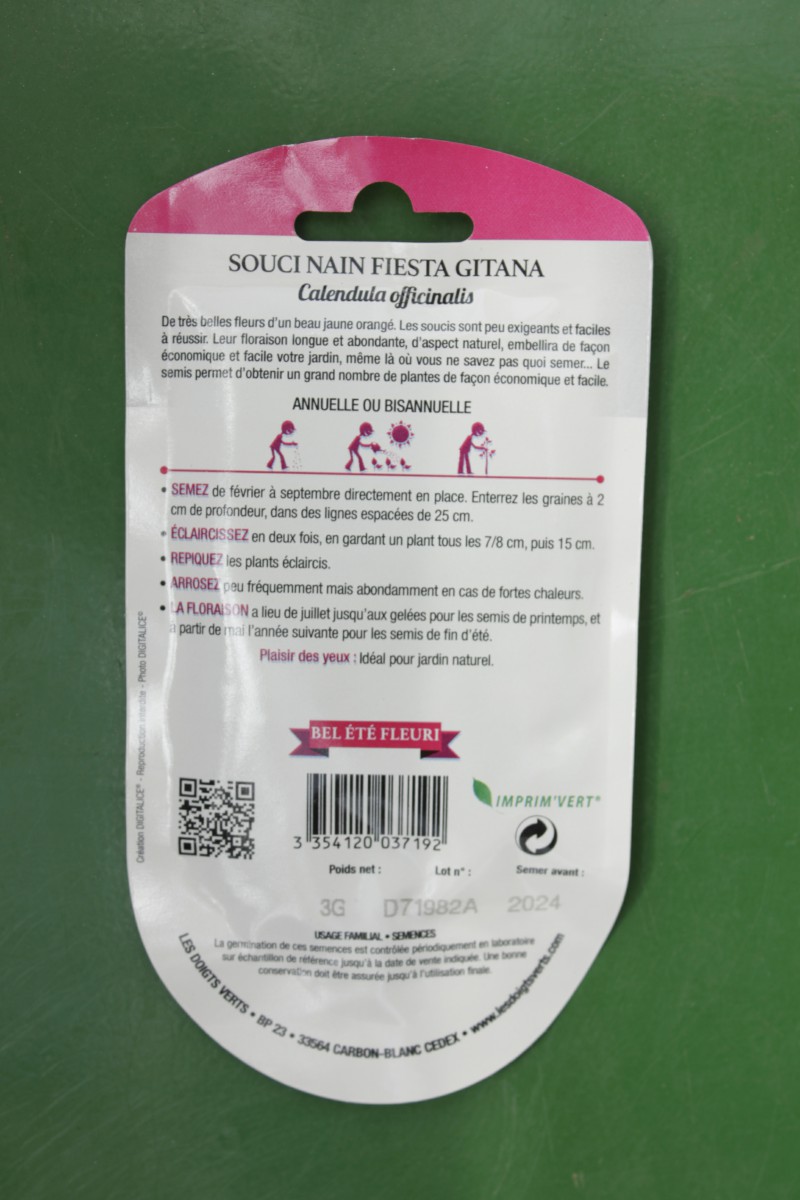 SOUCI NAIN FIESTA GITANA
Calendula officinalis
De très belles fleurs d'un beau jaune orangé. Les soucis sont peu exigeants et faciles
à réussir. Leur floraison longue et abondante, d'aspect naturel, embellira de façon
économique et facile votre jardin, même là où vous ne savez pas quoi semer... Le
semis permet d'obtenir un grand nombre de plantes de façon économique et facile.
ANNUELLE OU BISANNUELLE
• SEMEZ de février à septembre directement en place. Enterrez les graines à 2
cm de profondeur, dans des lignes espacées de 25 cm.
• ÉCLAIRCISSEZ en deux fois, en gardant un plant tous les 7/8 cm, puis 15 cm.
• REPIQUEZ les plants éclaircis.
• ARROSEZ peu fréquemment mais abondamment en cas de fortes chaleurs.
• LA FLORAISON a lieu de juillet jusqu'aux gelées pour les semis de printemps, et
à partir de mai l'année suivante pour les semis de fin d'été.
Plaisir des yeux : Idéal pour jardin naturel.
Création DIGITALICE® - Reproduction interdite - Photo DIGITALICE®
BEL ÉTÉ FLEURI
IMPRIM'VERT®
3 354120 037192
Poids net : Lot n° : Semer avant :
3G D71982A 2024
USAGE FAMILIAL • SEMENCES
La germination de ces semences est contrôlée périodiquement en laboratoire
sur échantillon de référence jusqu'à la date de vente indiquée. Une bonne
conservation doit être assurée jusqu'à l'utilisation finale.
LES DOIGTS VERTS • BP 23 • 33564 CARBON-BLANC CEDEX • www.lesdoigtsverts.com